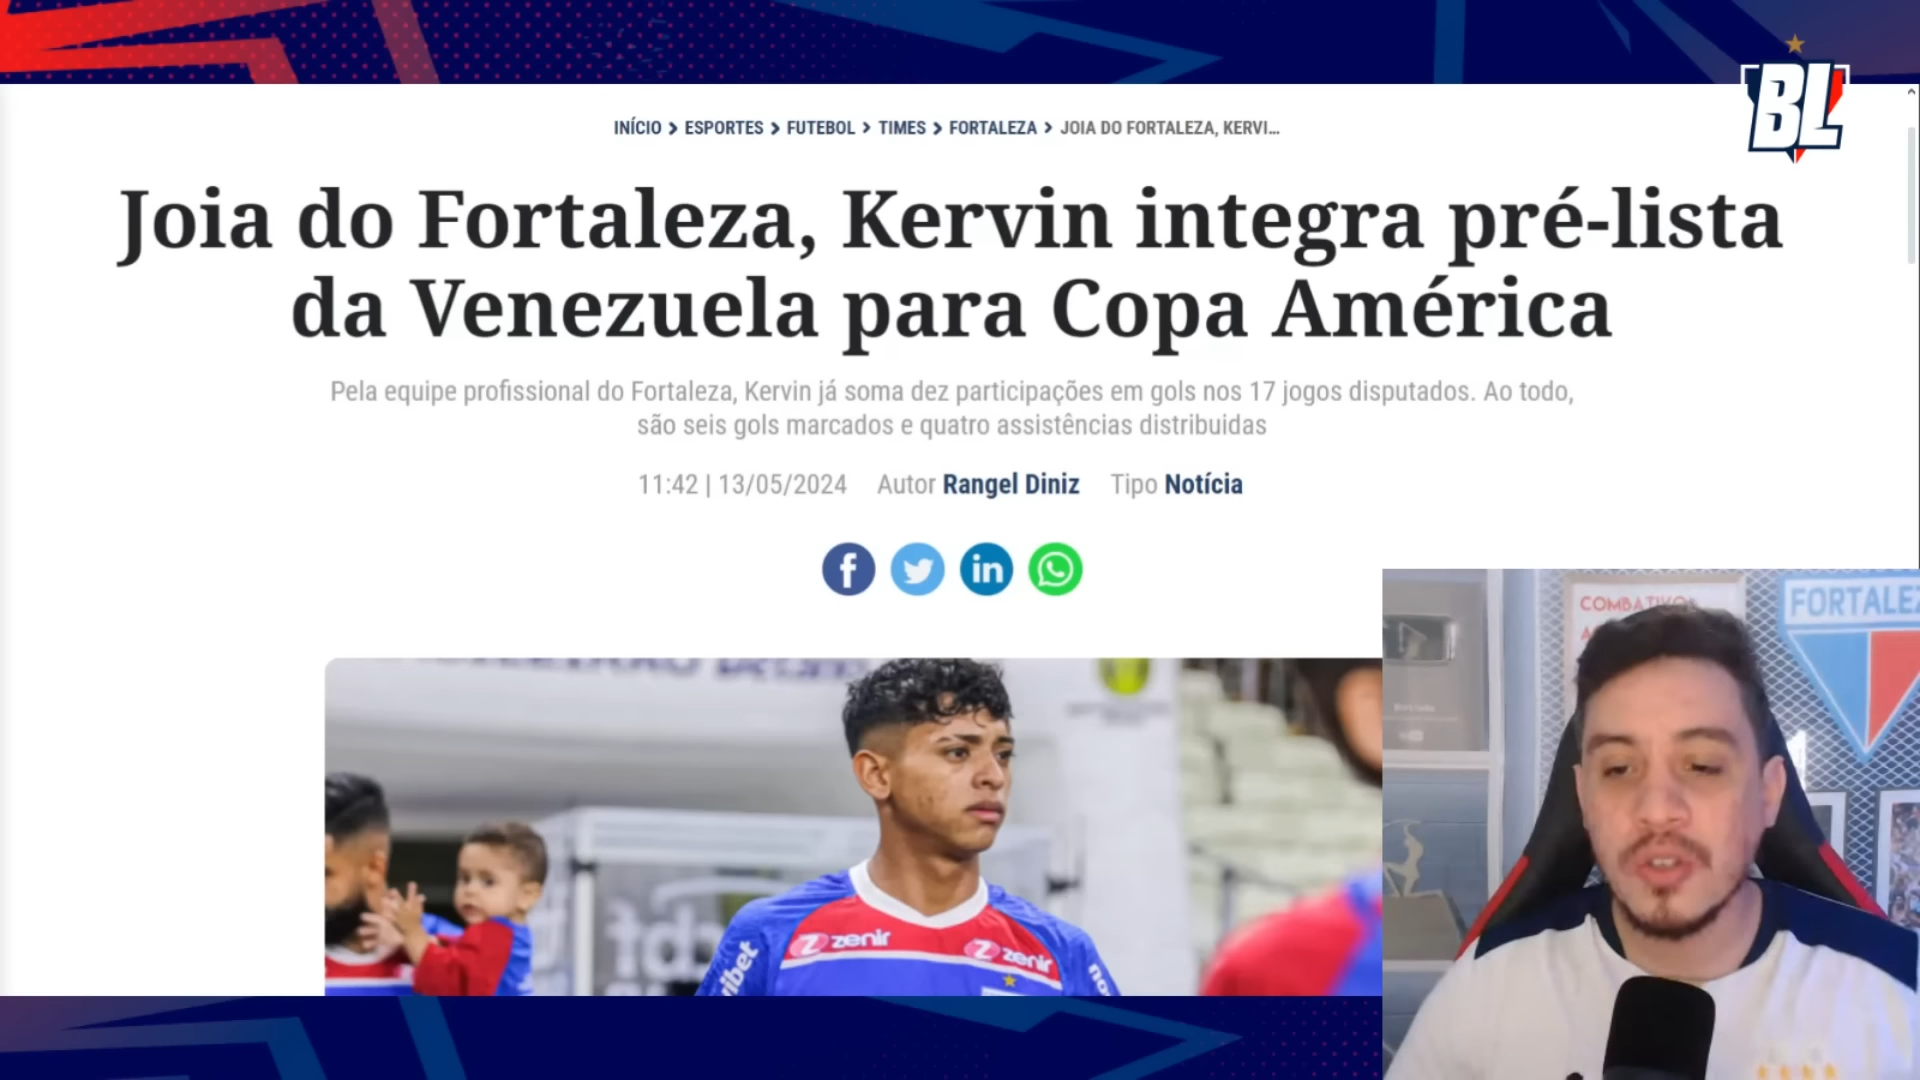 BL
INÍCIO > ESPORTES > FUTEBOL > TIMES > FORTALEZA > JOIA DO FORTALEZA, KERVI...
Joia do Fortaleza, Kervin integra pré-lista
da Venezuela para Copa América
Pela equipe profissional do Fortaleza, Kervin já soma dez participações em gols nos 17 jogos disputados. Ao todo,
são seis gols marcados e quatro assistências distribuidas
11:42 | 13/05/2024 Autor Rangel Diniz Tipo Notícia
f in
COMBATIVO
FORTALEZ
zenir zenir